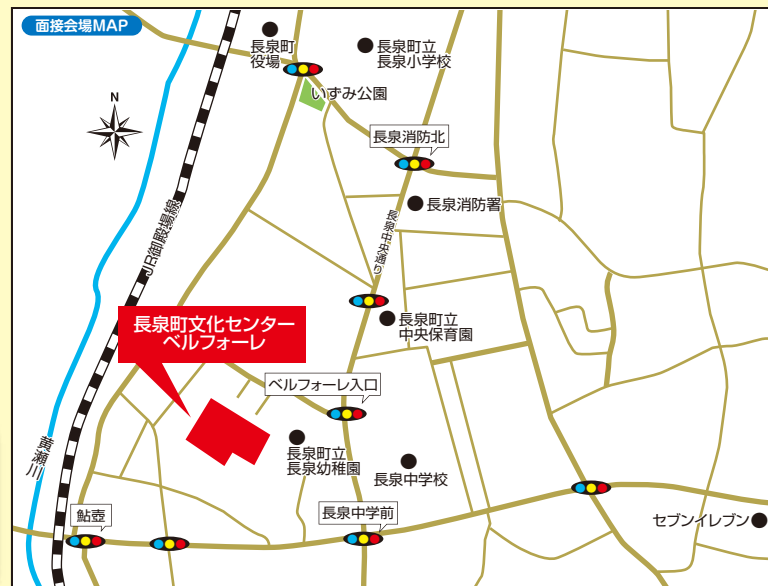 面接会場MAP
長泉町
役場
長泉町立
長泉小学校
いずみ公園
N
長泉消防北
長泉消防署
JR御殿場線
長泉中央通り
長泉町文化センター
ベルフォーレ
長泉町立
中央保育園
ベルフォーレ入口
黄瀬川
長泉町立
長泉幼稚園
長泉中学校
鮎壺
長泉中学前
セブンイレブン